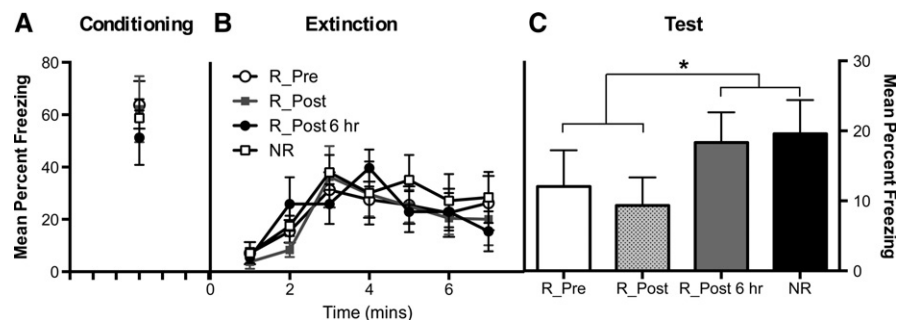 A Conditioning B Extinction C Test
Mean Percent Freezing
80
60
40
20
0
R_Pre
R_Post
R_Post 6 hr
NR
0 2 4 6
Time (mins)
*
30
20
10
0
Mean Percent Freezing
R_Pre R_Post R_Post 6 hr NR